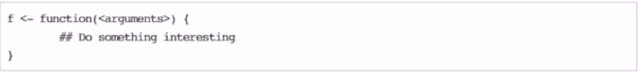 f <- function(<arguments>) {
        ## Do something interesting
}